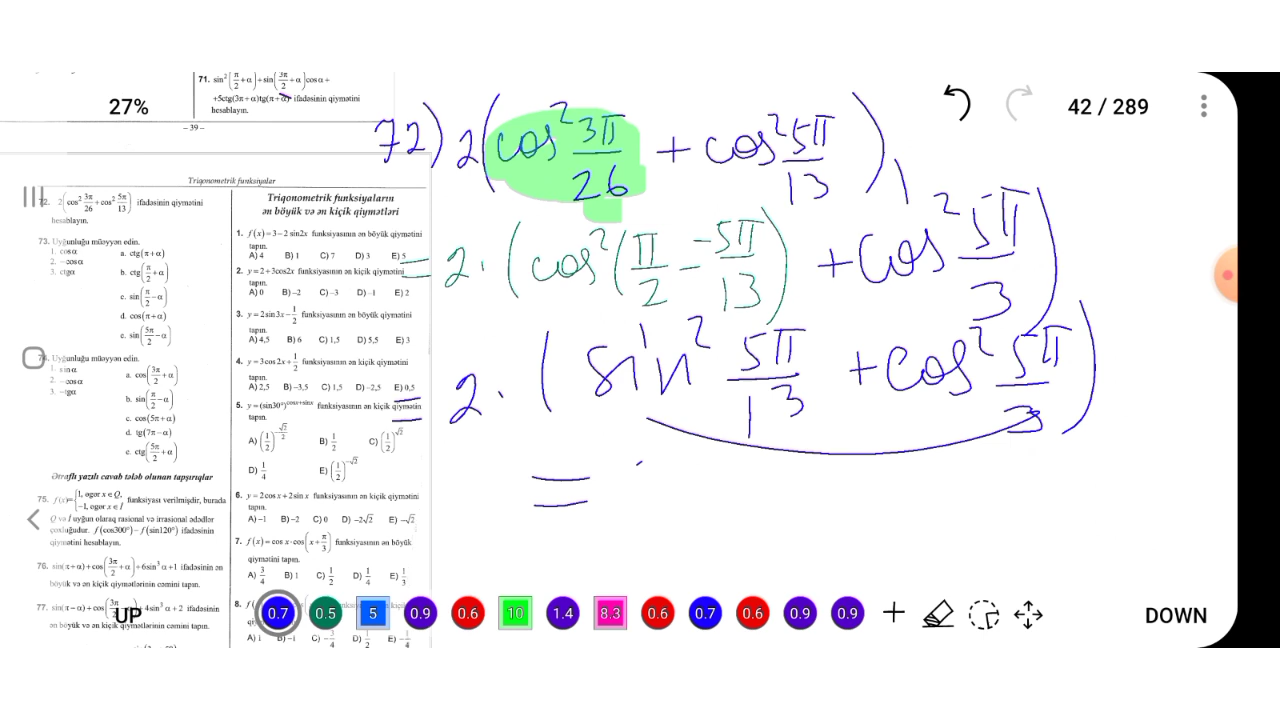 71. sin²(π/2+α)+sin(3π/2+α)cosα+
+5ctg(3π+α)tg(π+α) ifadəsinin qiymətini
hesablayın.
27%
– 39 –
42 / 289
72) 2(cos² 3π/26 + cos² 5π/13)
= 2·(cos²(π/2 − 5π/13) + cos² 5π/3)
= 2·(sin² 5π/13 + cos² 5π/3)
=
Triqonometrik funksiyalar
72. 2(cos² 3π/26 + cos² 5π/13) ifadəsinin qiymətini
hesablayın.
73. Uyğunluğu müəyyən edin.
1. cosα a. ctg(π+α)
2. −cosα b. ctg(π/2+α)
3. ctgα
c. sin(π/2−α)
d. cos(π+α)
e. sin(5π/2−α)
74. Uyğunluğu müəyyən edin.
1. sinα a. cos(3π/2+α)
2. −cosα
3. −tgα b. sin(π/2−α)
c. cos(5π+α)
d. tg(7π−α)
e. ctg(5π/2+α)
Ətraflı yazılı cavab tələb olunan tapşırıqlar
75. f(x)={1, əgər x∈Q, −1, əgər x∈I funksiyası verilmişdir, burada
Q və I uyğun olaraq rasional və irrasional ədədlər
çoxluğudur. f(cos300°)−f(sin120°) ifadəsinin
qiymətini hesablayın.
76. sin(π+α)+cos(3π/2+α)+6sin³α+1 ifadəsinin ən
böyük və ən kiçik qiymətlərinin cəmini tapın.
77. sin(π−α)+cos(3π/2+α)+4sin³α+2 ifadəsinin
ən böyük və ən kiçik qiymətlərinin cəmini tapın.
Triqonometrik funksiyaların
ən böyük və ən kiçik qiymətləri
1. f(x)=3−2sin2x funksiyasının ən böyük qiymətini
tapın.
A) 4 B) 1 C) 7 D) 3 E) 5
2. y=2+3cos2x funksiyasının ən kiçik qiymətini
tapın.
A) 0 B) −2 C) −3 D) −1 E) 2
3. y=2sin3x−1/2 funksiyasının ən böyük qiymətini
tapın.
A) 4,5 B) 6 C) 1,5 D) 5,5 E) 3
4. y=3cos2x+1/2 funksiyasının ən kiçik qiymətini
tapın.
A) 2,5 B) −3,5 C) 1,5 D) −2,5 E) 0,5
5. y=(sin30°)^(cosx+sinx) funksiyasının ən kiçik qiymətini
tapın.
A) (1/2)^(−√2/2) B) 1/2 C) (1/2)^(√2)
D) 1/4 E) (1/2)^(−√2)
6. y=2cosx+2sinx funksiyasının ən kiçik qiymətini
tapın.
A) −1 B) −2 C) 0 D) −2√2 E) −√2
7. f(x)=cosx·cos(x+π/3) funksiyasının ən böyük
qiymətini tapın.
A) 3/4 B) 1 C) 1/2 D) 1/4 E) 1/3
8.
A) 1 B) −1/2 C) −3/4 D) −1/2 E) −1/4
UP
0.7 0.5 5 0.9 0.6 10 1.4 8.3 0.6 0.7 0.6 0.9 0.9
DOWN